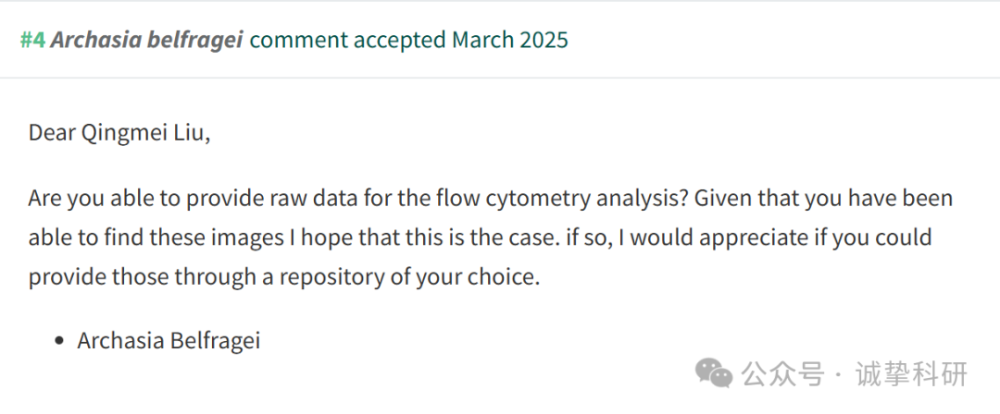 #4 Archasia belfragei comment accepted March 2025
Dear Qingmei Liu,
Are you able to provide raw data for the flow cytometry analysis? Given that you have been
able to find these images I hope that this is the case. if so, I would appreciate if you could
provide those through a repository of your choice.
• Archasia Belfragei
公众号 · 诚挚科研